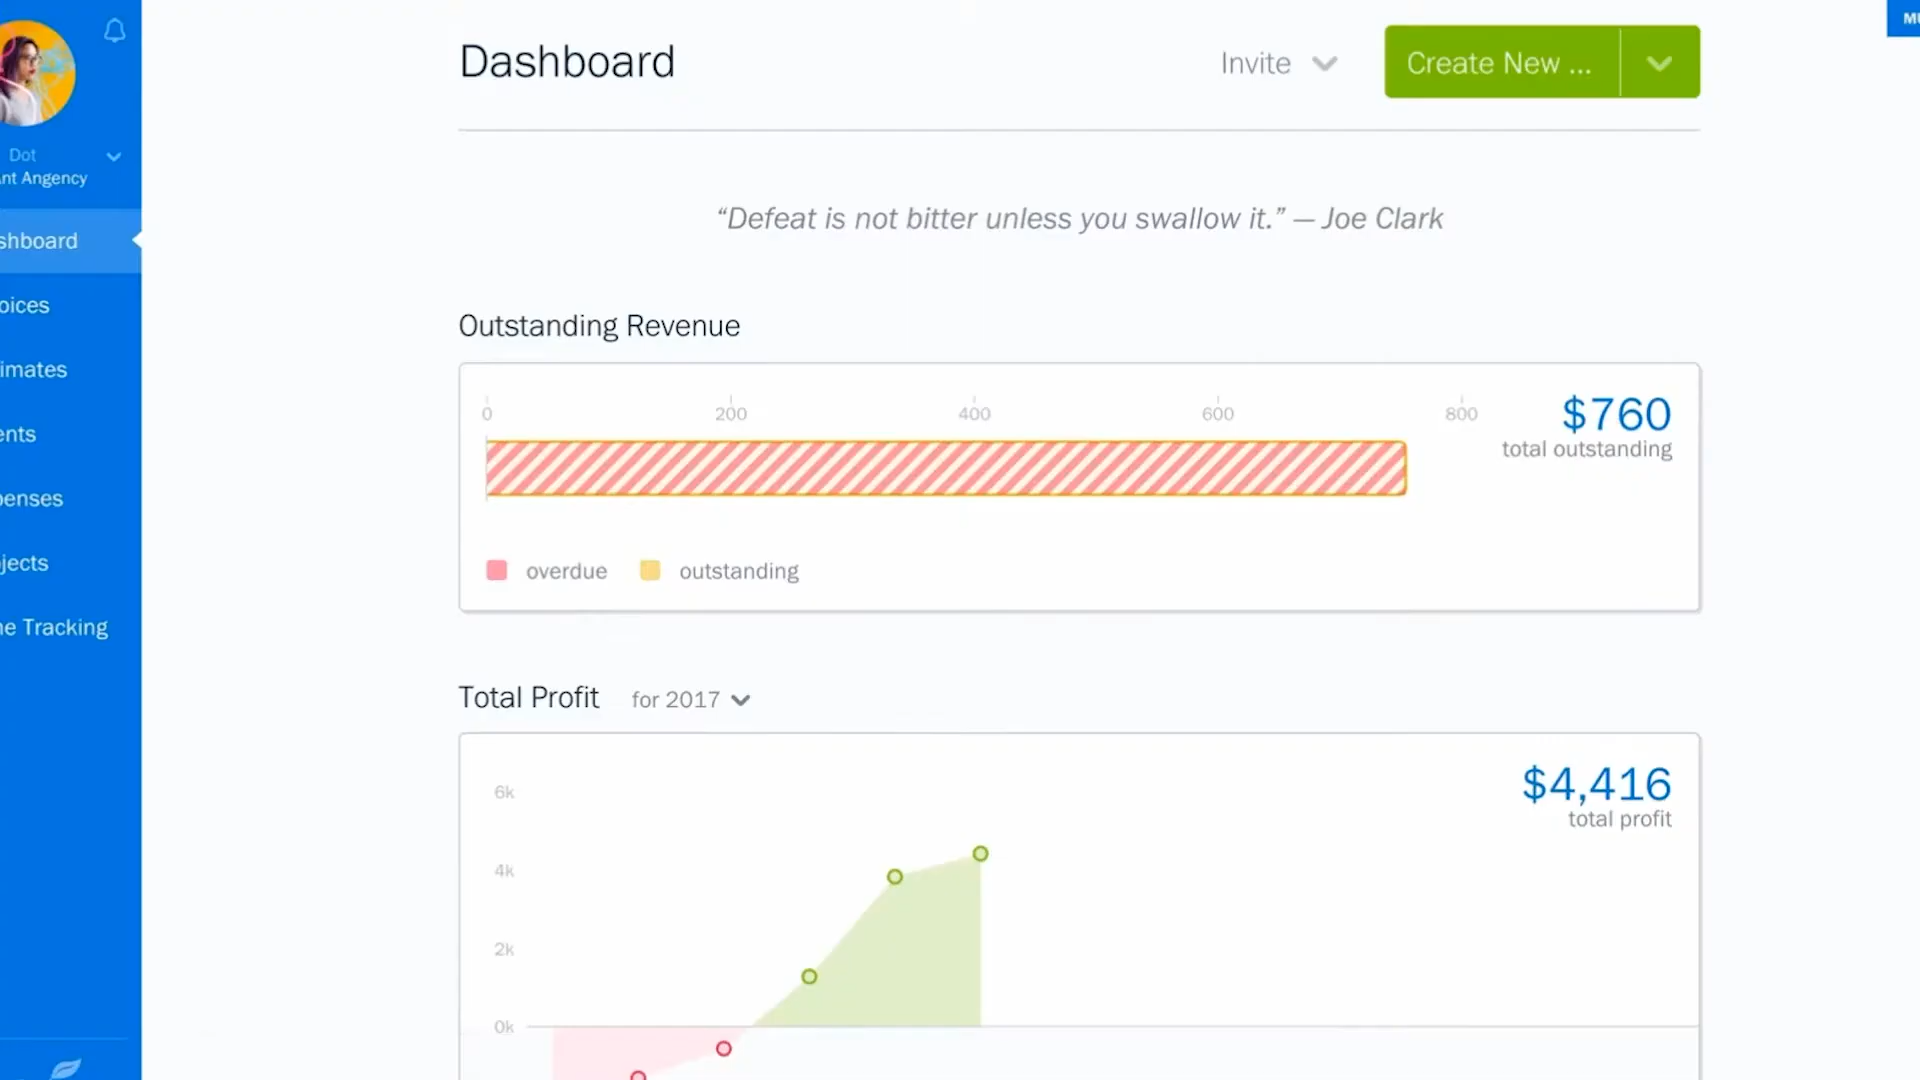 Dot
nt Angency
shboard
oices
imates
ents
penses
jects
ne Tracking
Dashboard
Invite
Create New ...
“Defeat is not bitter unless you swallow it.” — Joe Clark
Outstanding Revenue
0 200 400 600 800
$760
total outstanding
overdue outstanding
Total Profit for 2017
$4,416
total profit
6k
4k
2k
0k